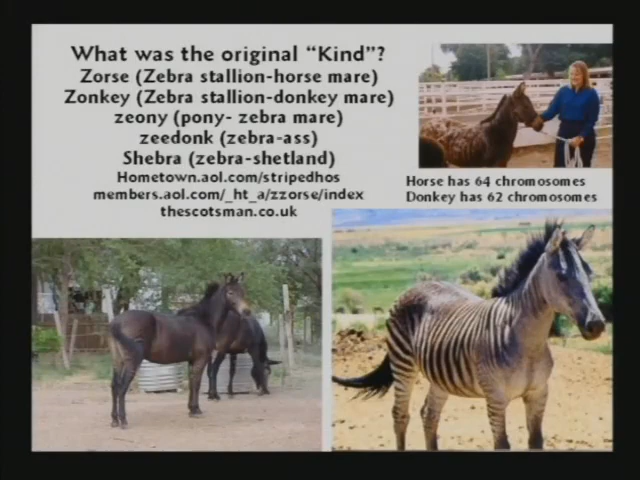 What was the original “Kind”?
Zorse (Zebra stallion-horse mare)
Zonkey (Zebra stallion-donkey mare)
zeony (pony- zebra mare)
zeedonk (zebra-ass)
Shebra (zebra-shetland)
Hometown.aol.com/stripedhos
members.aol.com/_ht_a/zzorse/index
thescotsman.co.uk
Horse has 64 chromosomes
Donkey has 62 chromosomes